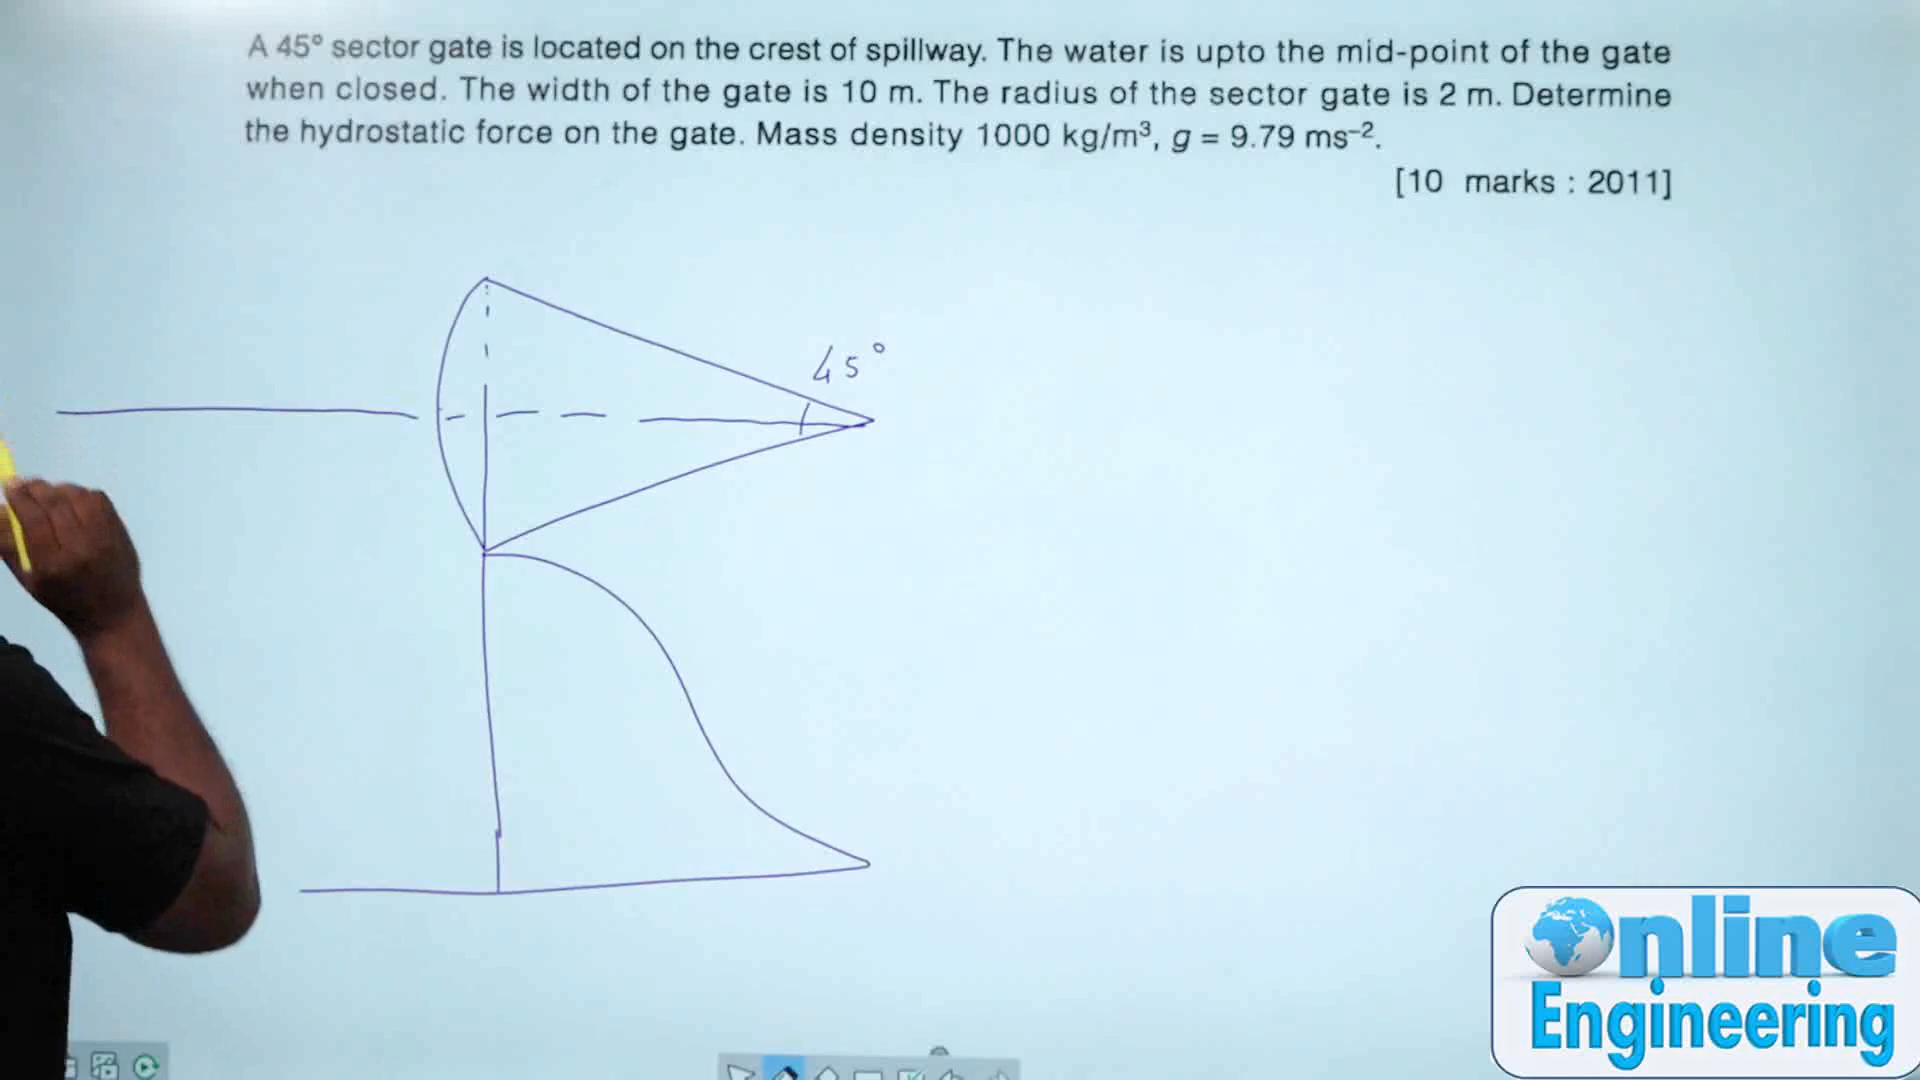 A 45° sector gate is located on the crest of spillway. The water is upto the mid-point of the gate
when closed. The width of the gate is 10 m. The radius of the sector gate is 2 m. Determine
the hydrostatic force on the gate. Mass density 1000 kg/m³, g = 9.79 ms⁻².
[10 marks : 2011]
45°
Online
Engineering